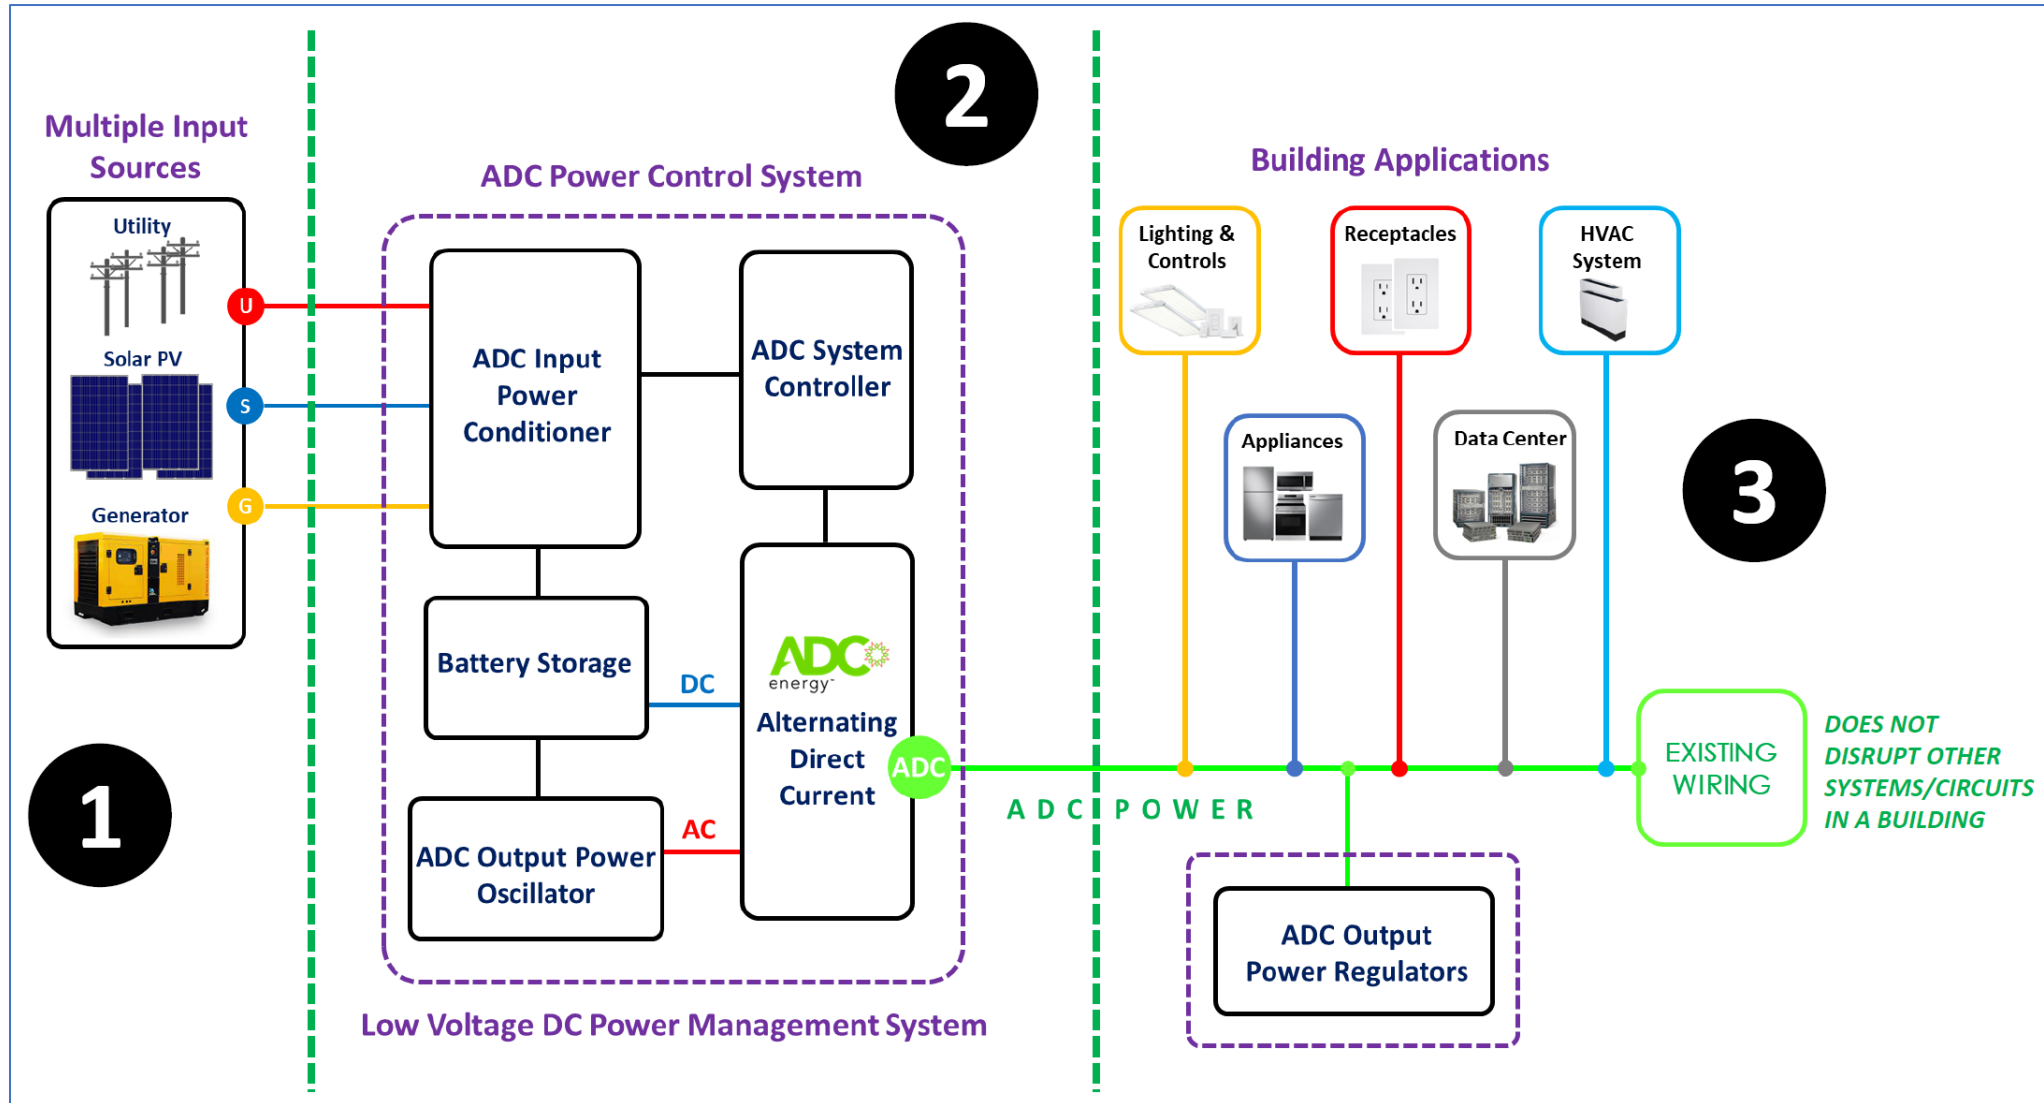 1
Multiple Input
Sources
Utility
U
Solar PV
S
Generator
G
2
ADC Power Control System
ADC Input
Power
Conditioner
ADC System
Controller
Battery Storage
DC
ADC Output Power
Oscillator
AC
ADC
energy™
Alternating
Direct
Current
ADC
Low Voltage DC Power Management System
ADC POWER
3
Building Applications
Lighting &
Controls
Receptacles
HVAC
System
Appliances
Data Center
EXISTING
WIRING
DOES NOT
DISRUPT OTHER
SYSTEMS/CIRCUITS
IN A BUILDING
ADC Output
Power Regulators